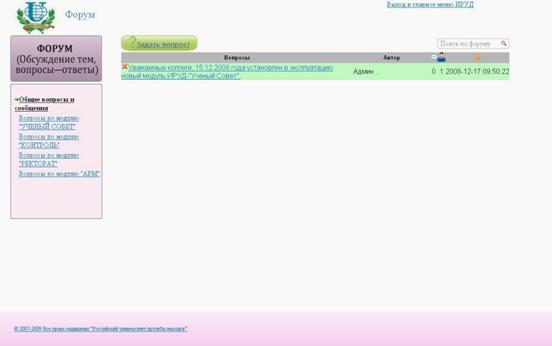 Форум
Выход в главное меню ИРУД
ФОРУМ
(Обсуждение тем,
вопросы—ответы)
Задать вопрос!
Поиск по форуму
Вопросы Автор
Уважаемые коллеги, 15.12.2008 года установлен в эксплуатацию
новый модуль ИРУД-"Ученый Совет".
Админ .. 0 1 2008-12-17 09:50:22
Общие вопросы и
сообщения
Вопросы по модулю
"УЧЕНЫЙ СОВЕТ"
Вопросы по модулю
"КОНТРОЛЬ"
Вопросы по модулю
"РЕКТОРАТ"
Вопросы по модулю "АРМ"
© 2007-2009 Все права защищены "Российский университет дружбы народов"